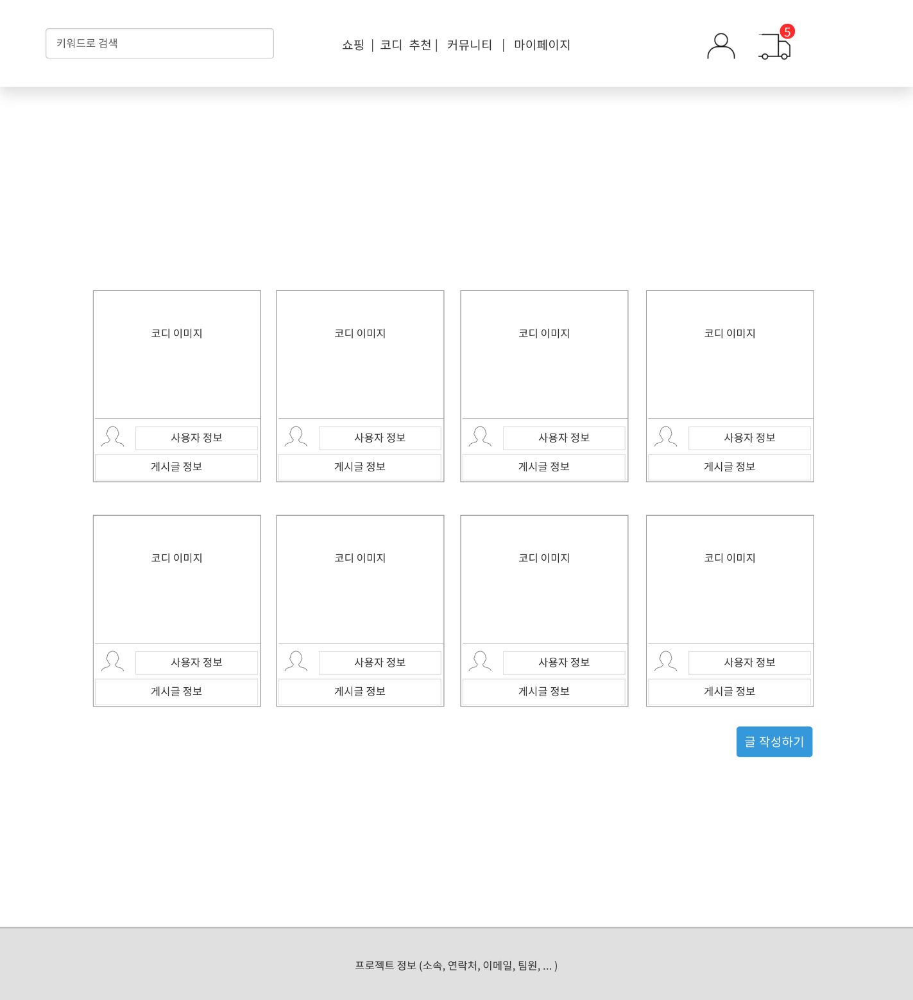 키워드로 검색
쇼핑 | 코디 추천 | 커뮤니티 | 마이페이지
5
코디 이미지 코디 이미지 코디 이미지 코디 이미지
사용자 정보 사용자 정보 사용자 정보 사용자 정보
게시글 정보 게시글 정보 게시글 정보 게시글 정보
코디 이미지 코디 이미지 코디 이미지 코디 이미지
사용자 정보 사용자 정보 사용자 정보 사용자 정보
게시글 정보 게시글 정보 게시글 정보 게시글 정보
글 작성하기
프로젝트 정보 (소속, 연락처, 이메일, 팀원, ... )